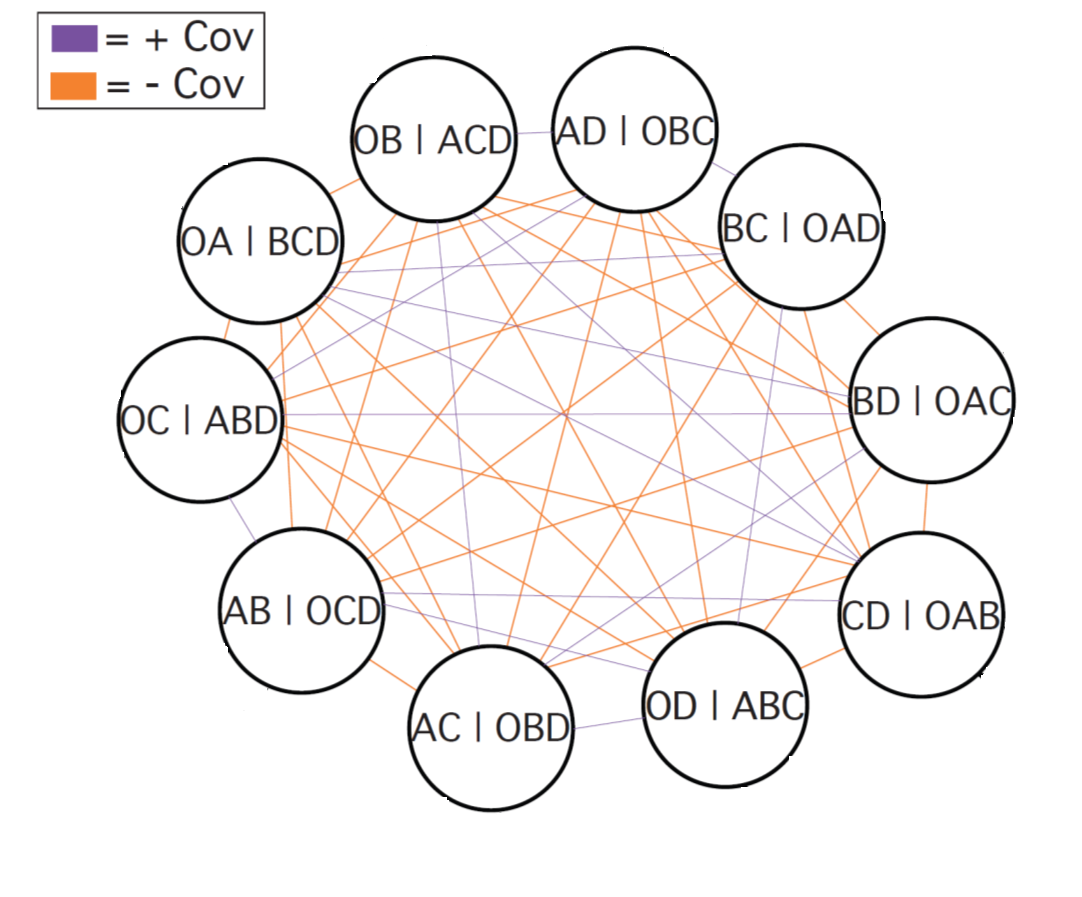 = + Cov
= - Cov
OB | ACD
AD | OBC
OA | BCD
BC | OAD
OC | ABD
BD | OAC
AB | OCD
CD | OAB
AC | OBD
OD | ABC